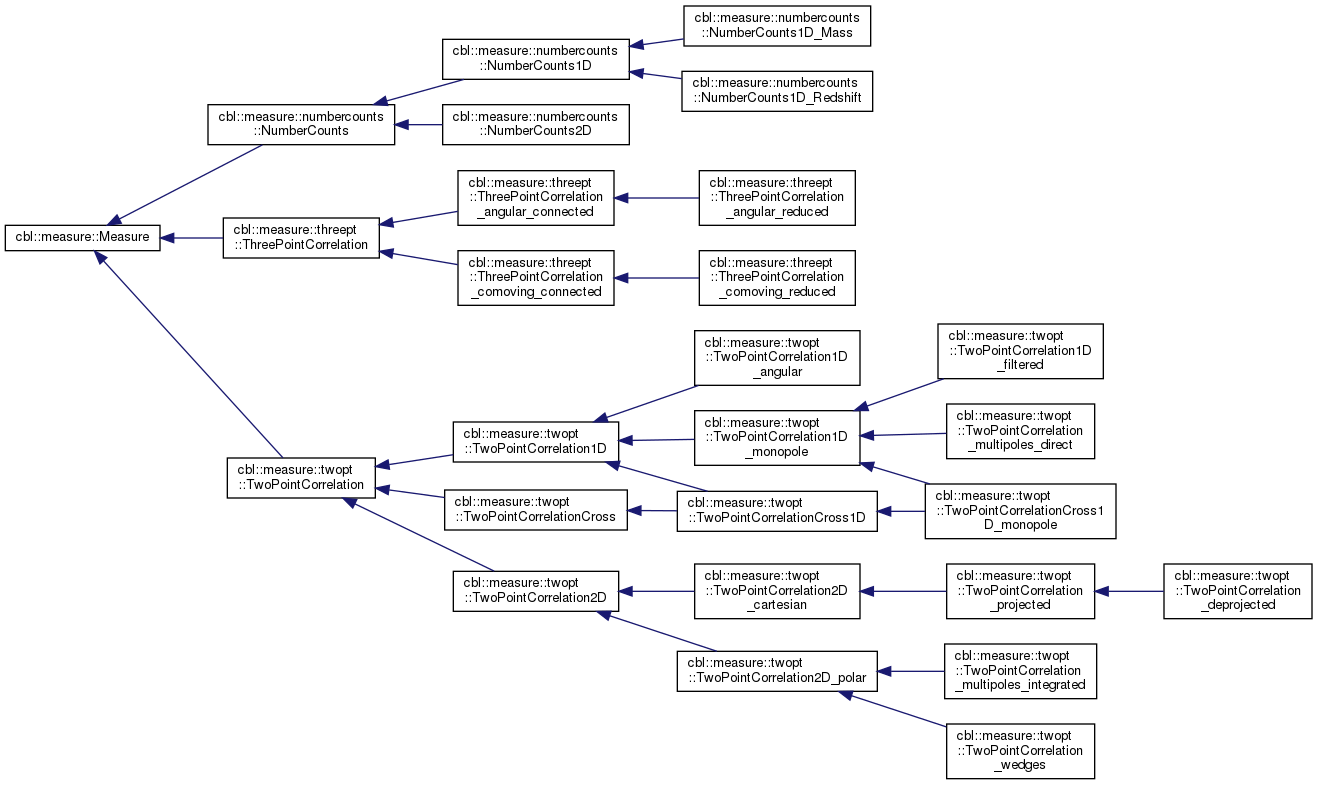 cbl::measure::Measure
cbl::measure::numbercounts
::NumberCounts
cbl::measure::numbercounts
::NumberCounts1D
cbl::measure::numbercounts
::NumberCounts1D_Mass
cbl::measure::numbercounts
::NumberCounts1D_Redshift
cbl::measure::numbercounts
::NumberCounts2D
cbl::measure::threept
::ThreePointCorrelation
cbl::measure::threept
::ThreePointCorrelation
_angular_connected
cbl::measure::threept
::ThreePointCorrelation
_angular_reduced
cbl::measure::threept
::ThreePointCorrelation
_comoving_connected
cbl::measure::threept
::ThreePointCorrelation
_comoving_reduced
cbl::measure::twopt
::TwoPointCorrelation
cbl::measure::twopt
::TwoPointCorrelation1D
cbl::measure::twopt
::TwoPointCorrelation1D
_angular
cbl::measure::twopt
::TwoPointCorrelation1D
_monopole
cbl::measure::twopt
::TwoPointCorrelation1D
_filtered
cbl::measure::twopt
::TwoPointCorrelation
_multipoles_direct
cbl::measure::twopt
::TwoPointCorrelationCross
cbl::measure::twopt
::TwoPointCorrelationCross1D
cbl::measure::twopt
::TwoPointCorrelationCross1
D_monopole
cbl::measure::twopt
::TwoPointCorrelation2D
cbl::measure::twopt
::TwoPointCorrelation2D
_cartesian
cbl::measure::twopt
::TwoPointCorrelation
_projected
cbl::measure::twopt
::TwoPointCorrelation
_deprojected
cbl::measure::twopt
::TwoPointCorrelation2D_polar
cbl::measure::twopt
::TwoPointCorrelation
_multipoles_integrated
cbl::measure::twopt
::TwoPointCorrelation
_wedges